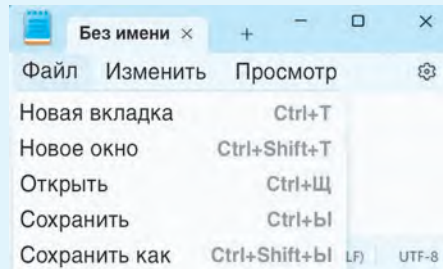 Без имени × +
Файл Изменить Просмотр
Новая вкладка Ctrl+T
Новое окно Ctrl+Shift+T
Открыть Ctrl+Щ
Сохранить Ctrl+Ы
Сохранить как Ctrl+Shift+Ы LF) UTF-8